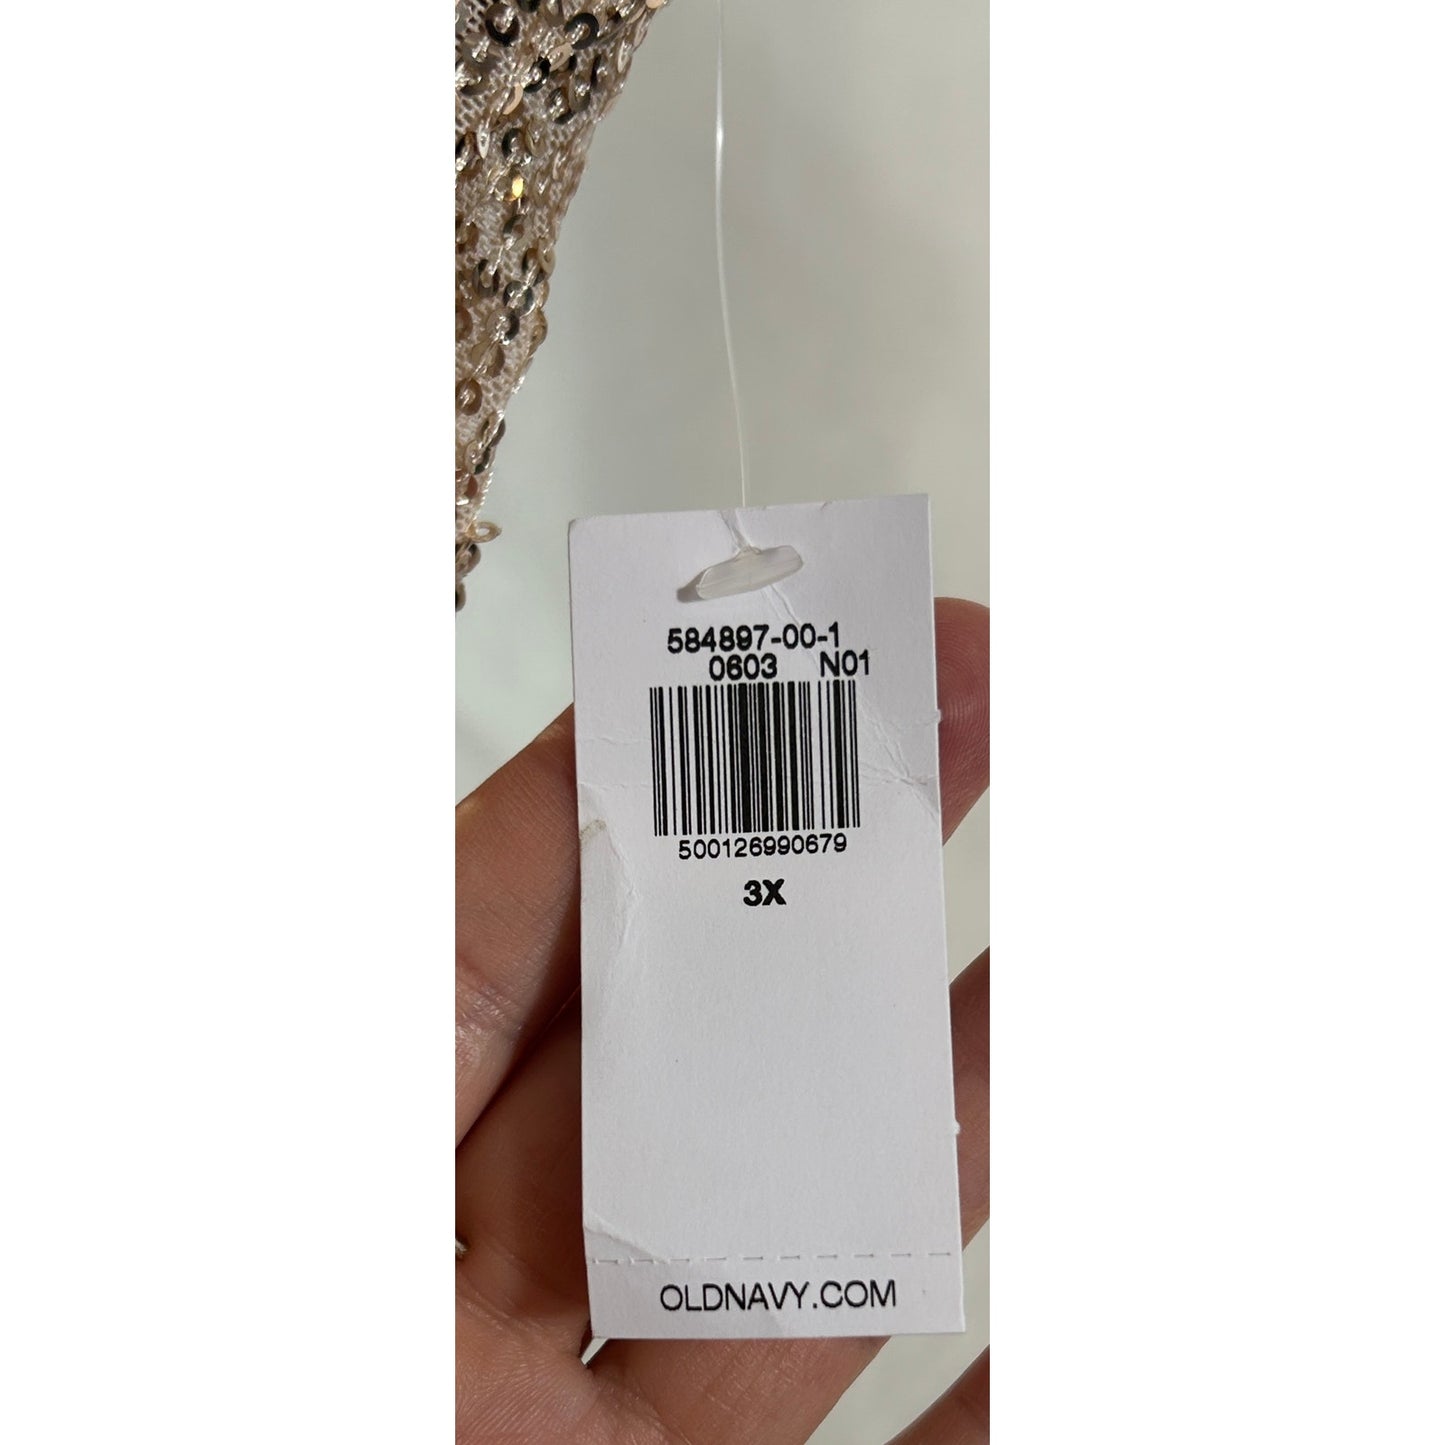 584897-00-1
0603 N01
500126990679
3X
OLDNAVY.COM